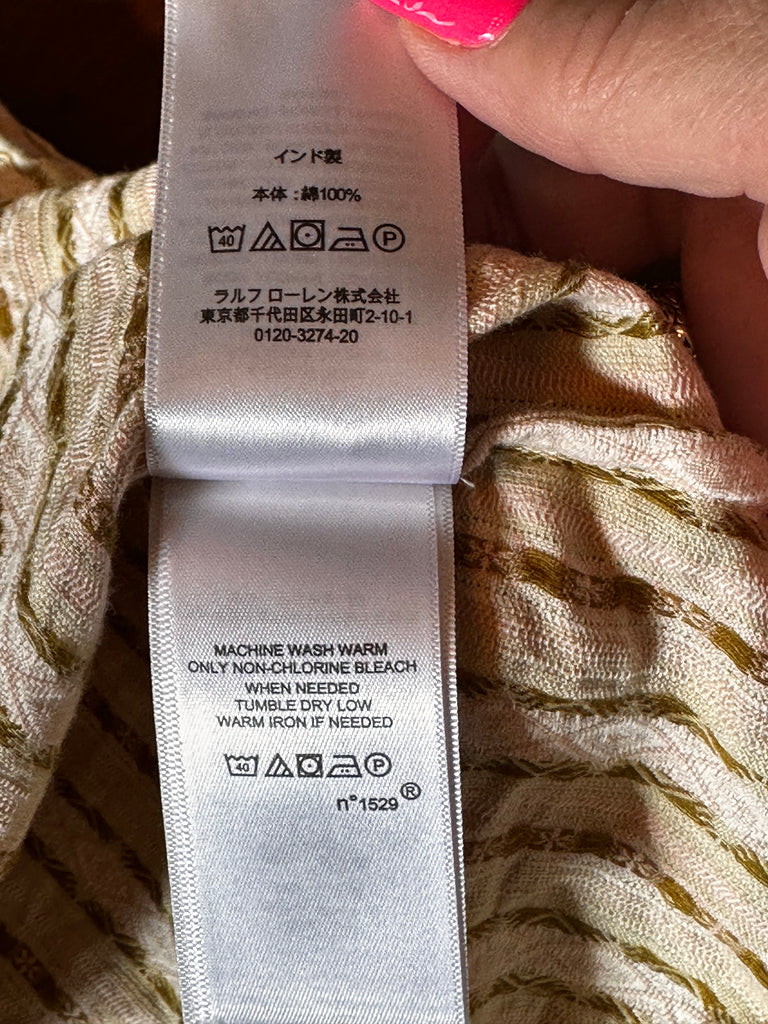 インド製
本体 : 綿100%
40 P
ラルフ ローレン株式会社
東京都千代田区永田町2-10-1
0120-3274-20
MACHINE WASH WARM
ONLY NON-CHLORINE BLEACH
WHEN NEEDED
TUMBLE DRY LOW
WARM IRON IF NEEDED
40 P
n°1529®